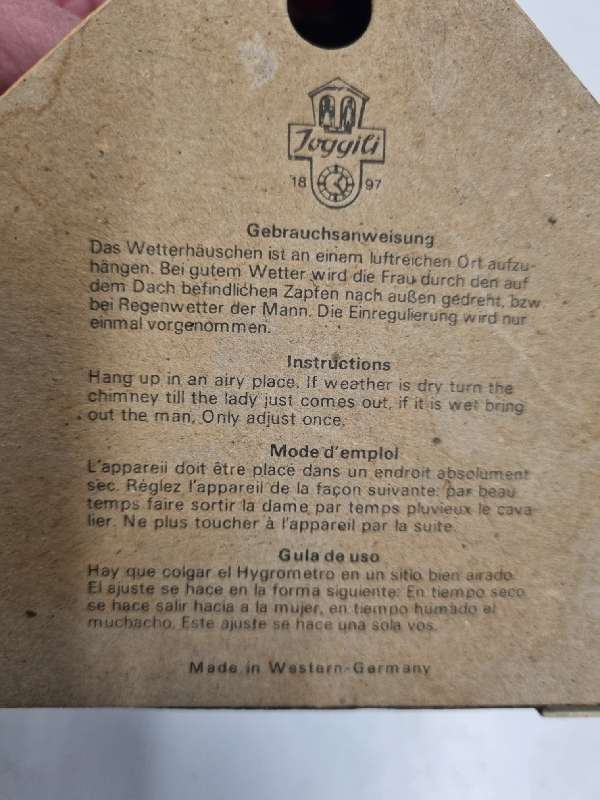 Joggili
18 97
Gebrauchsanweisung
Das Wetterhäuschen ist an einem luftreichen Ort aufzu-
hängen. Bei gutem Wetter wird die Frau durch den auf
dem Dach befindlichen Zapfen nach außen gedreht, bzw
bei Regenwetter der Mann. Die Einregulierung wird nur
einmal vorgenommen.
Instructions
Hang up in an airy place. If weather is dry turn the
chimney till the lady just comes out, if it is wet bring
out the man. Only adjust once.
Mode d'emploi
L'appareil doit être place dans un endroit absolument
sec. Réglez l'appareil de la façon suivante: par beau
temps faire sortir la dame par temps pluvieux le cava-
lier. Ne plus toucher à l'appareil par la suite.
Guia de uso
Hay que colgar el Hygrometro en un sitio bien airado.
El ajuste se hace en la forma siguiente: En tiempo seco
se hace salir hacia a la mujer, en tiempo humado el
muchacho. Este ajuste se hace una sola vos.
Made in Western-Germany